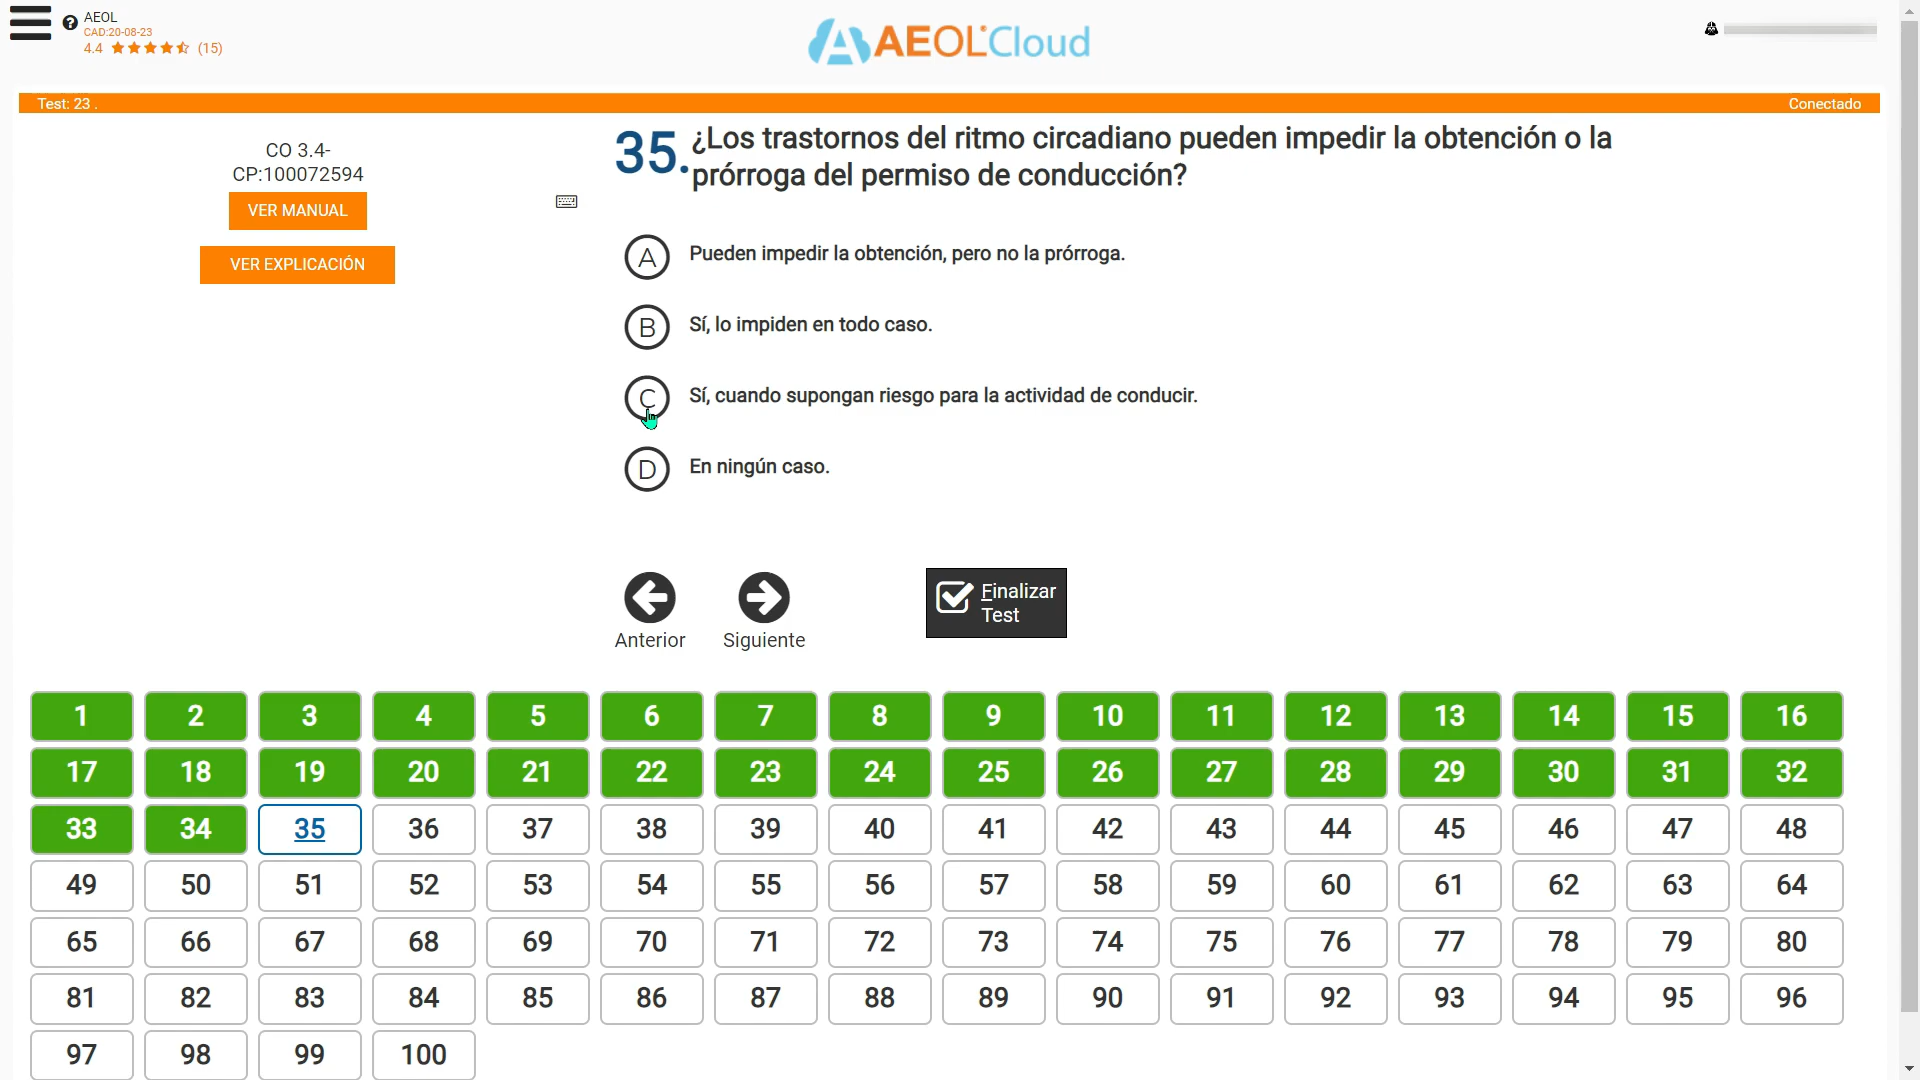 AEOL
CAD:20-08-23
4.4 (15)
AEOL Cloud
Test: 23 .
Conectado
CO 3.4-
CP:100072594
VER MANUAL
VER EXPLICACIÓN
35. ¿Los trastornos del ritmo circadiano pueden impedir la obtención o la
prórroga del permiso de conducción?
A Pueden impedir la obtención, pero no la prórroga.
B Sí, lo impiden en todo caso.
C Sí, cuando supongan riesgo para la actividad de conducir.
D En ningún caso.
Anterior
Siguiente
Finalizar
Test
1 2 3 4 5 6 7 8 9 10 11 12 13 14 15 16
17 18 19 20 21 22 23 24 25 26 27 28 29 30 31 32
33 34 35 36 37 38 39 40 41 42 43 44 45 46 47 48
49 50 51 52 53 54 55 56 57 58 59 60 61 62 63 64
65 66 67 68 69 70 71 72 73 74 75 76 77 78 79 80
81 82 83 84 85 86 87 88 89 90 91 92 93 94 95 96
97 98 99 100